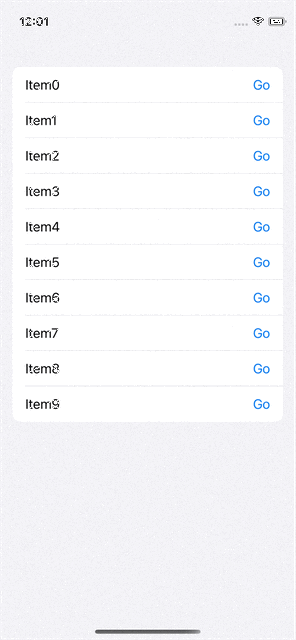 12:01
Item0 Go
Item1 Go
Item2 Go
Item3 Go
Item4 Go
Item5 Go
Item6 Go
Item7 Go
Item8 Go
Item9 Go